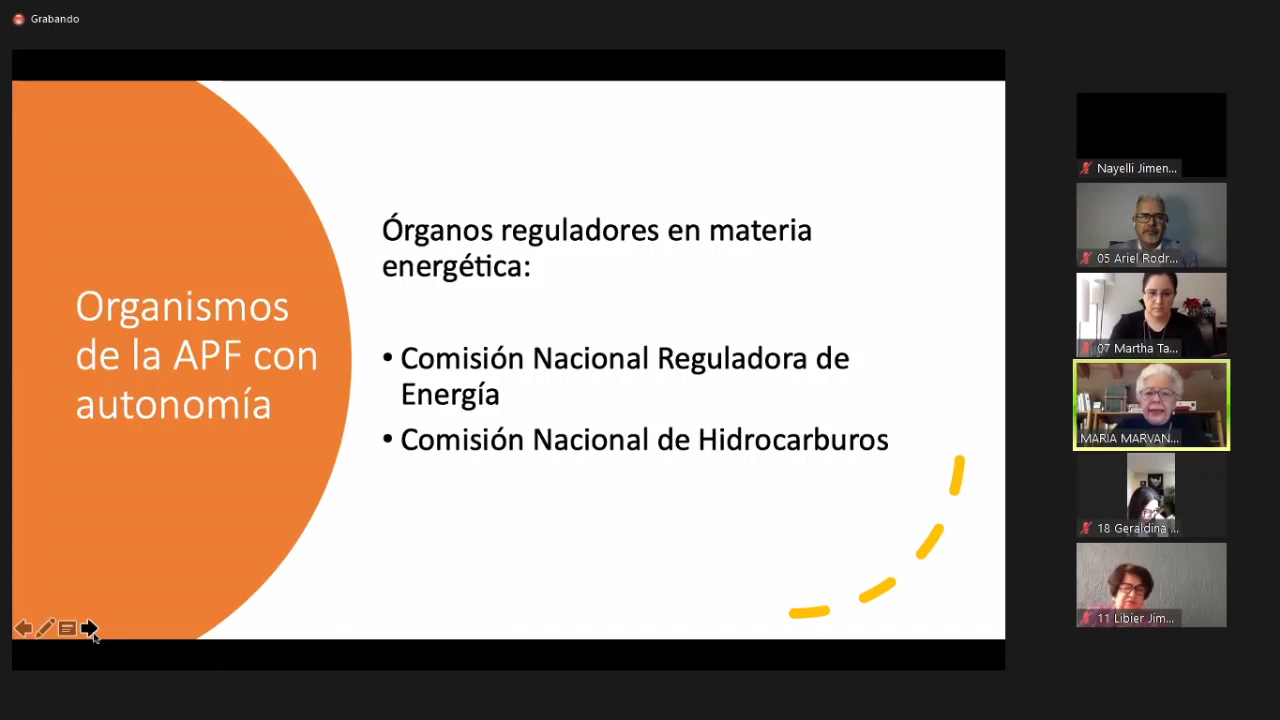 Grabando
Organismos
de la APF con
autonomía
Órganos reguladores en materia
energética:
• Comisión Nacional Reguladora de
Energía
• Comisión Nacional de Hidrocarburos
Nayelli Jimen...
05 Ariel Rodr...
07 Martha Ta...
MARIA MARVAN...
18 Geraldina ...
11 Libier Jim...